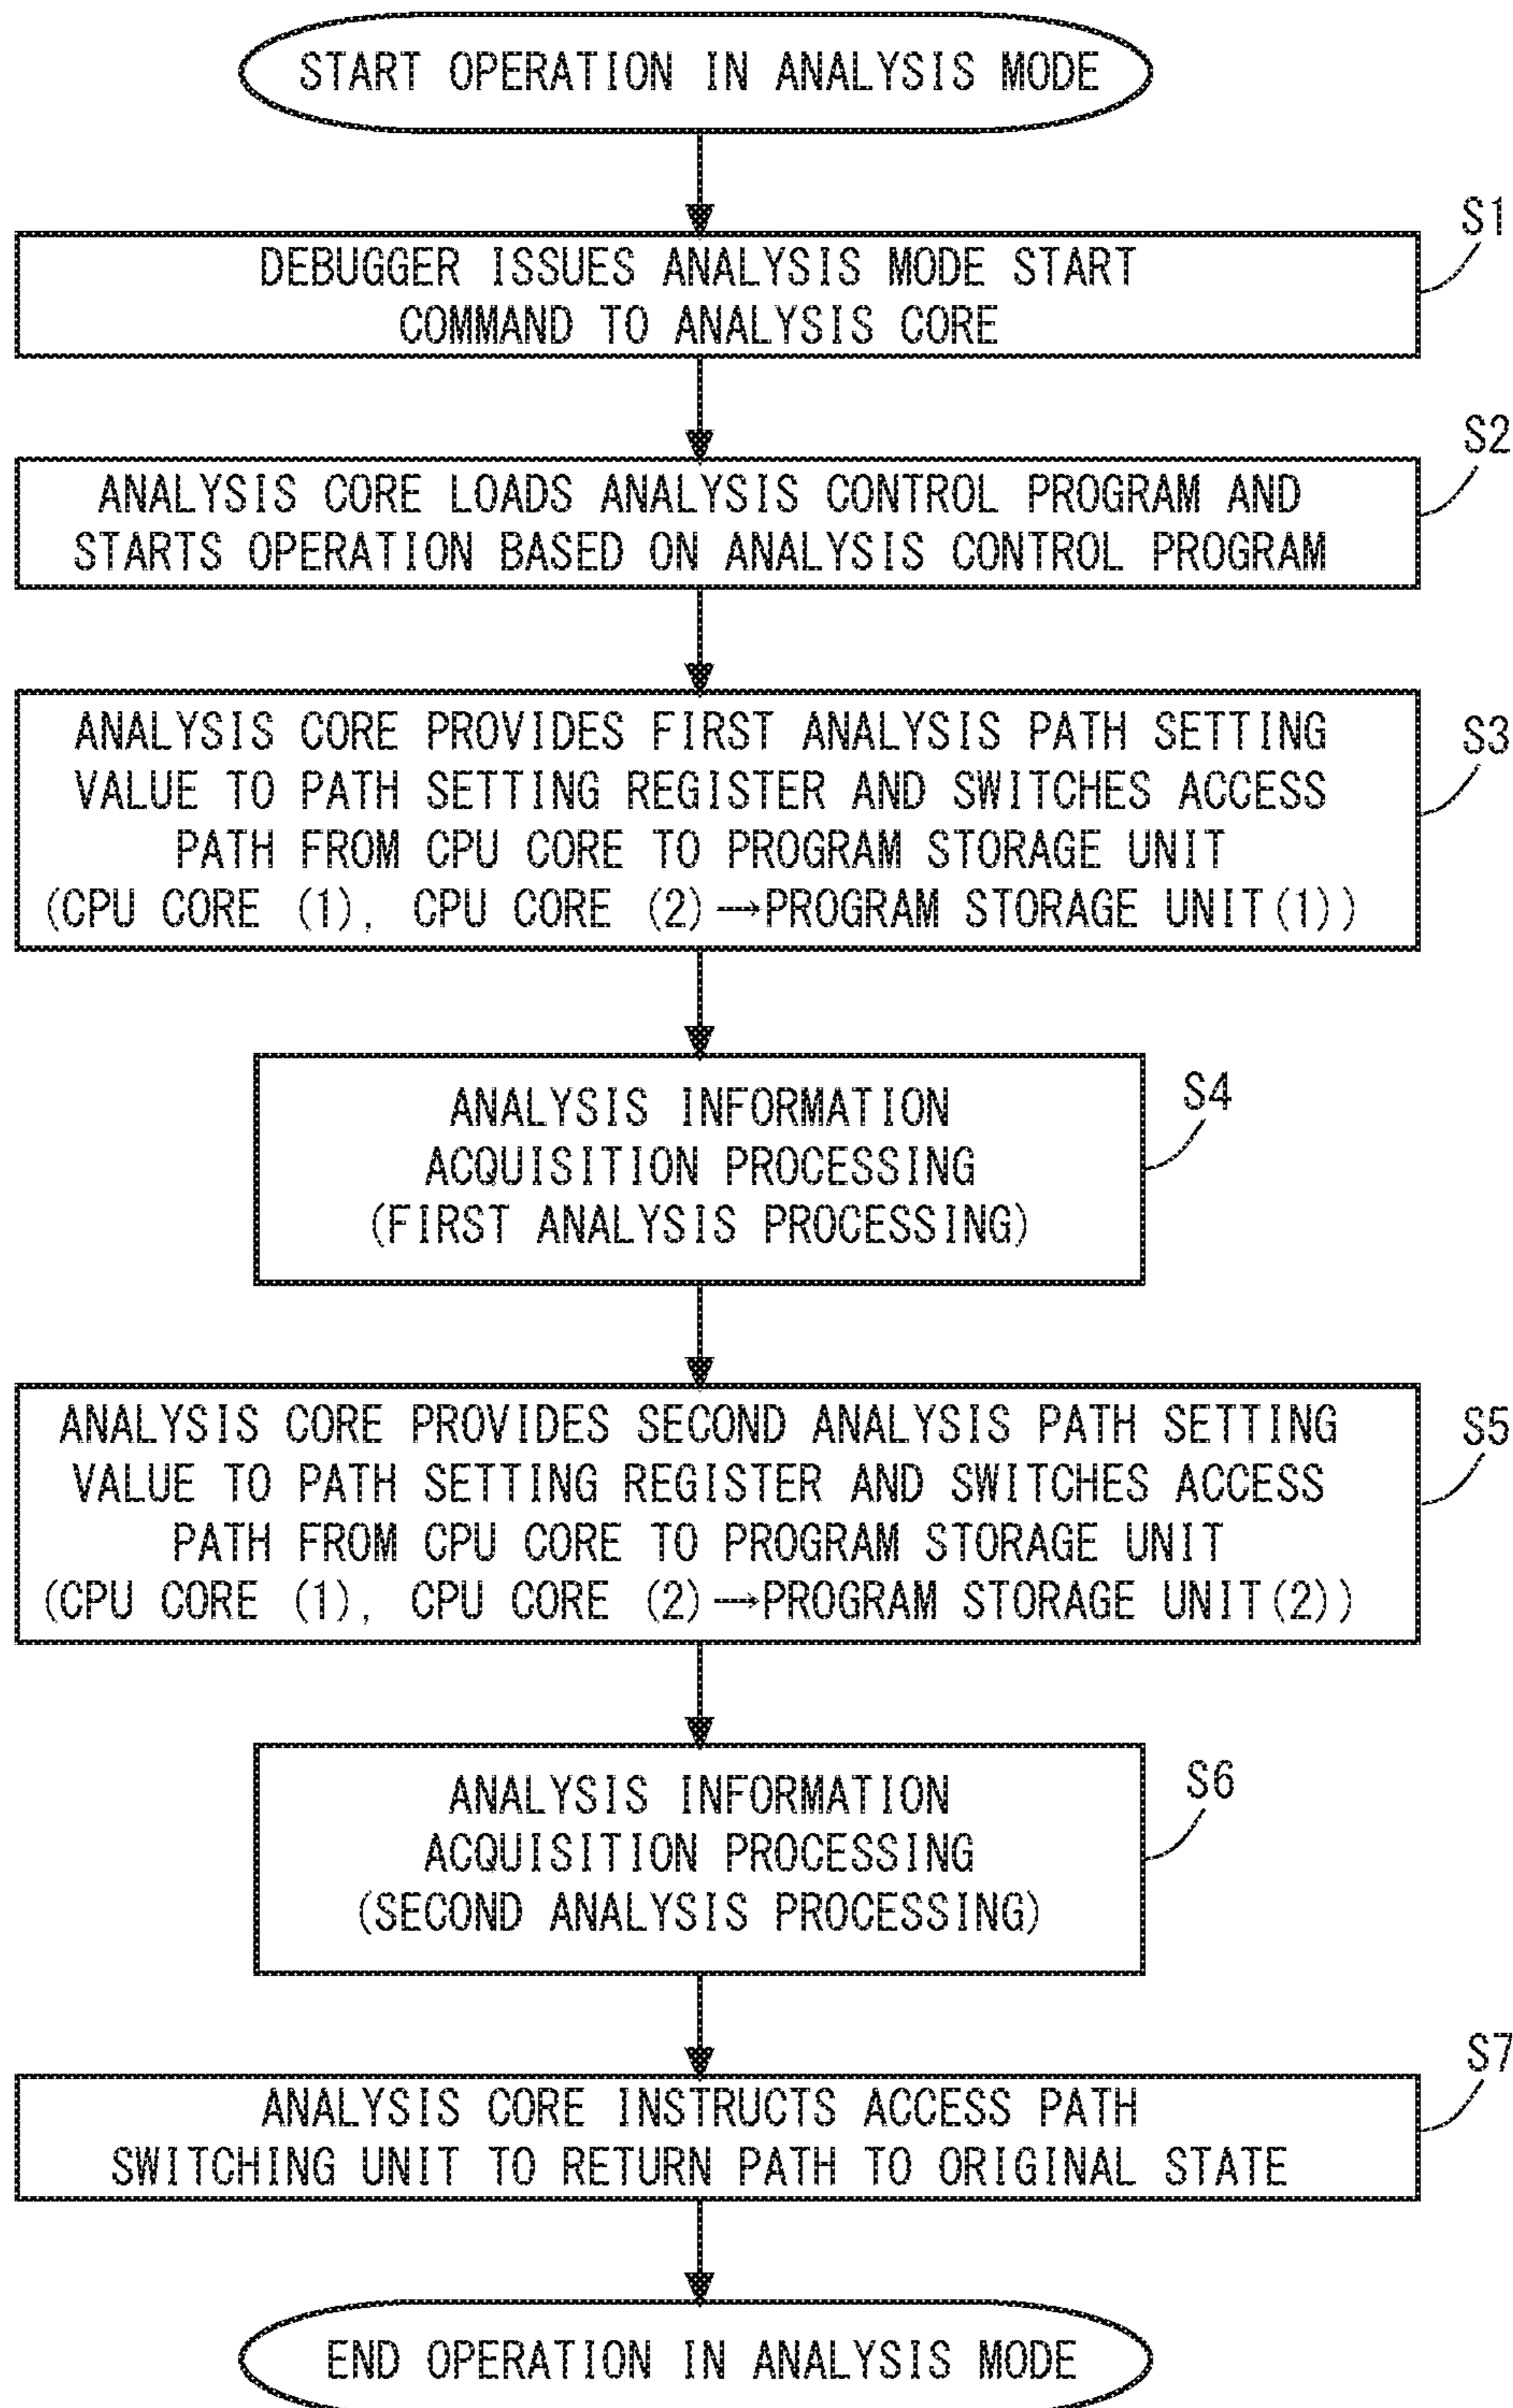 START OPERATION IN ANALYSIS MODE
S1
DEBUGGER ISSUES ANALYSIS MODE START
COMMAND TO ANALYSIS CORE
S2
ANALYSIS CORE LOADS ANALYSIS CONTROL PROGRAM AND
STARTS OPERATION BASED ON ANALYSIS CONTROL PROGRAM
S3
ANALYSIS CORE PROVIDES FIRST ANALYSIS PATH SETTING
VALUE TO PATH SETTING REGISTER AND SWITCHES ACCESS
PATH FROM CPU CORE TO PROGRAM STORAGE UNIT
(CPU CORE (1), CPU CORE (2)→PROGRAM STORAGE UNIT(1))
S4
ANALYSIS INFORMATION
ACQUISITION PROCESSING
(FIRST ANALYSIS PROCESSING)
S5
ANALYSIS CORE PROVIDES SECOND ANALYSIS PATH SETTING
VALUE TO PATH SETTING REGISTER AND SWITCHES ACCESS
PATH FROM CPU CORE TO PROGRAM STORAGE UNIT
(CPU CORE (1), CPU CORE (2)→PROGRAM STORAGE UNIT(2))
S6
ANALYSIS INFORMATION
ACQUISITION PROCESSING
(SECOND ANALYSIS PROCESSING)
S7
ANALYSIS CORE INSTRUCTS ACCESS PATH
SWITCHING UNIT TO RETURN PATH TO ORIGINAL STATE
END OPERATION IN ANALYSIS MODE